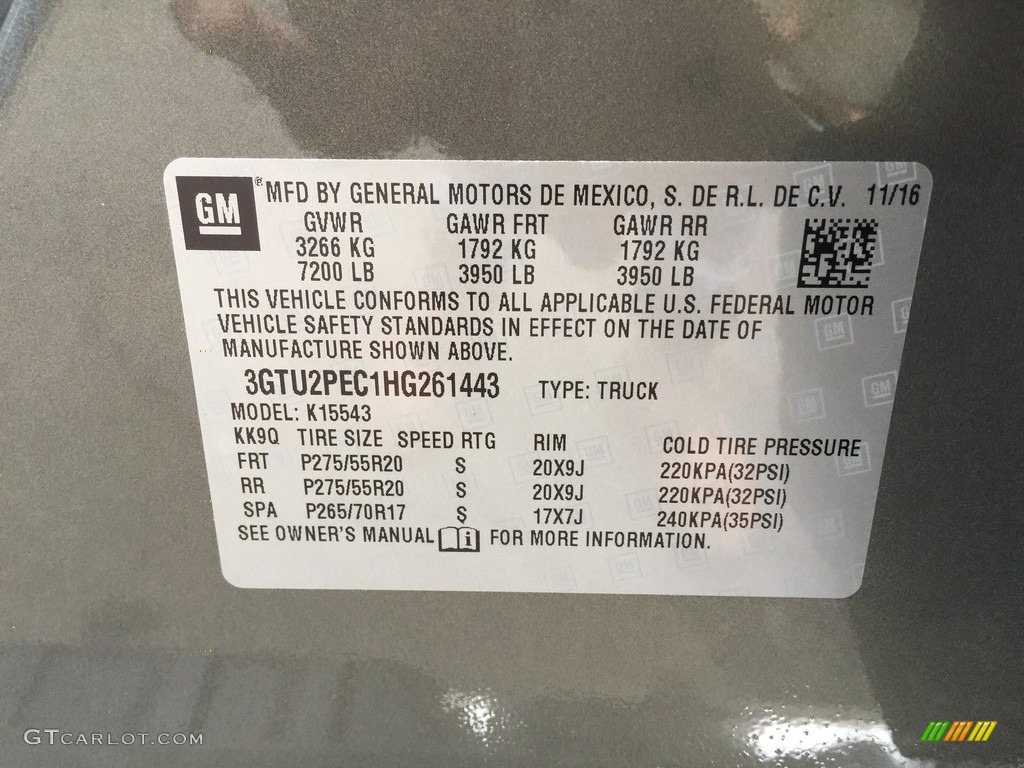 GM ® MFD BY GENERAL MOTORS DE MEXICO, S. DE R.L. DE C.V. 11/16
GVWR GAWR FRT GAWR RR
3266 KG 1792 KG 1792 KG
7200 LB 3950 LB 3950 LB
THIS VEHICLE CONFORMS TO ALL APPLICABLE U.S. FEDERAL MOTOR
VEHICLE SAFETY STANDARDS IN EFFECT ON THE DATE OF
MANUFACTURE SHOWN ABOVE.
3GTU2PEC1HG261443 TYPE: TRUCK
MODEL: K15543
KK9Q TIRE SIZE SPEED RTG RIM COLD TIRE PRESSURE
FRT P275/55R20 S 20X9J 220KPA(32PSI)
RR P275/55R20 S 20X9J 220KPA(32PSI)
SPA P265/70R17 S 17X7J 240KPA(35PSI)
SEE OWNER'S MANUAL i FOR MORE INFORMATION.
GTCARLOT.COM